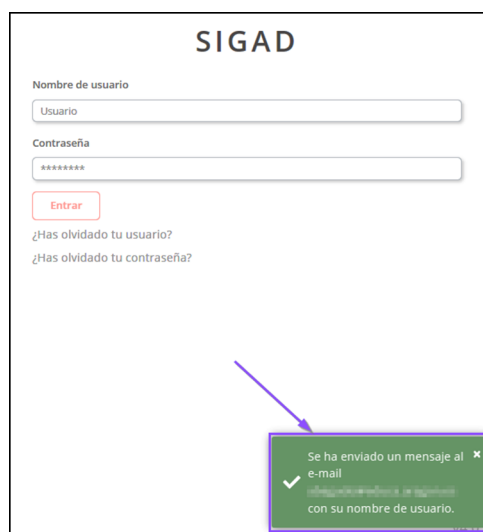 SIGAD
Nombre de usuario
Usuario
Contraseña
********
Entrar
¿Has olvidado tu usuario?
¿Has olvidado tu contraseña?
Se ha enviado un mensaje al ×
e-mail
con su nombre de usuario.